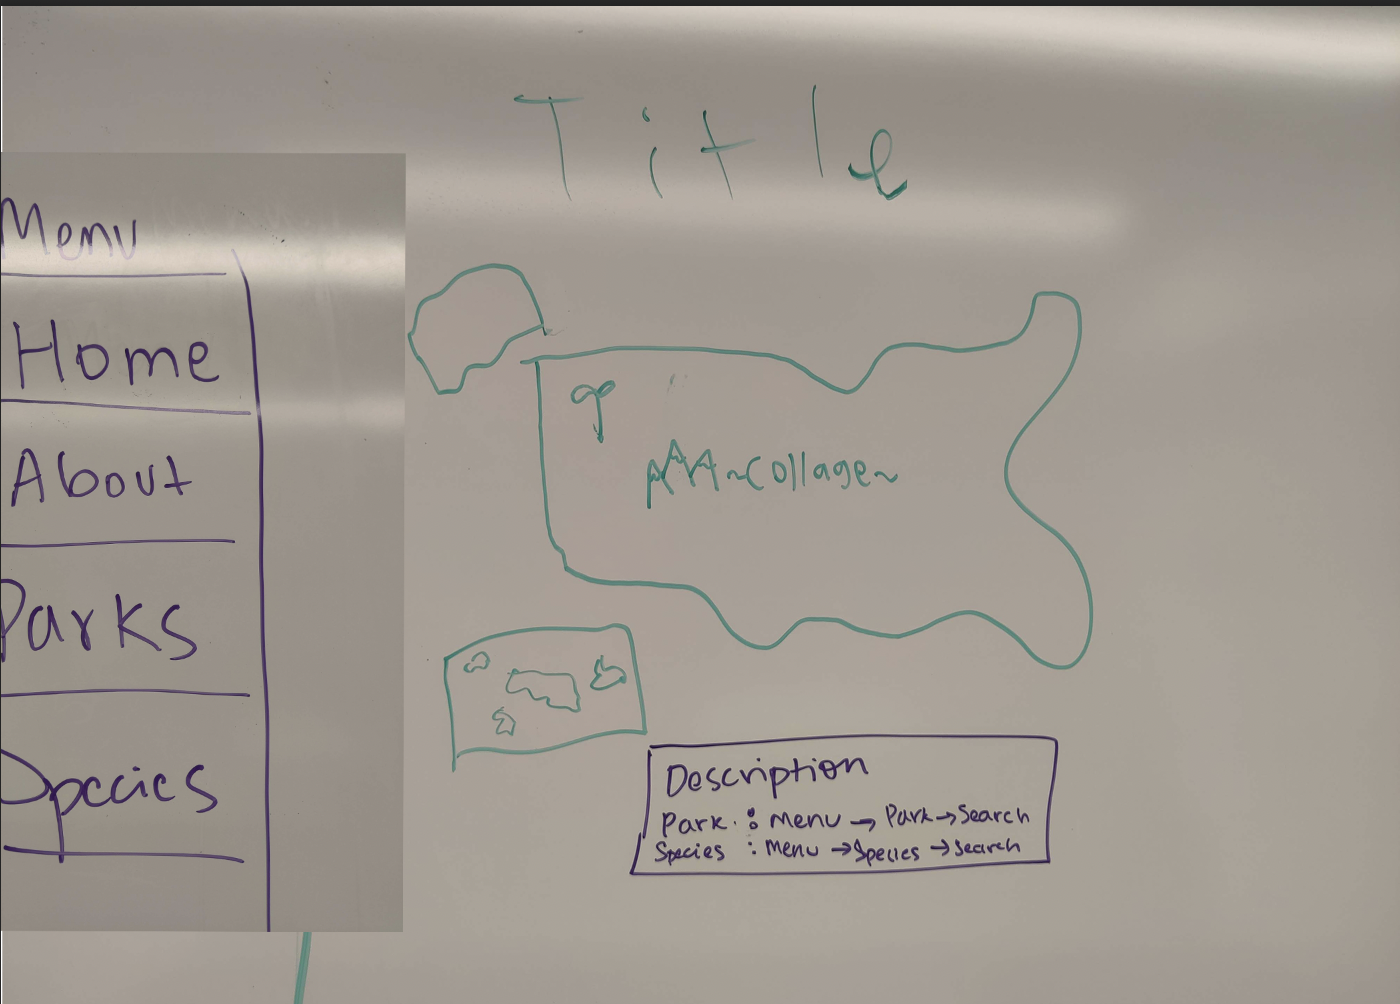 Title
Menu
Home
About
Parks
Species
~Collage~
Description
Park : Menu → Park → Search
Species : Menu → Species → Search